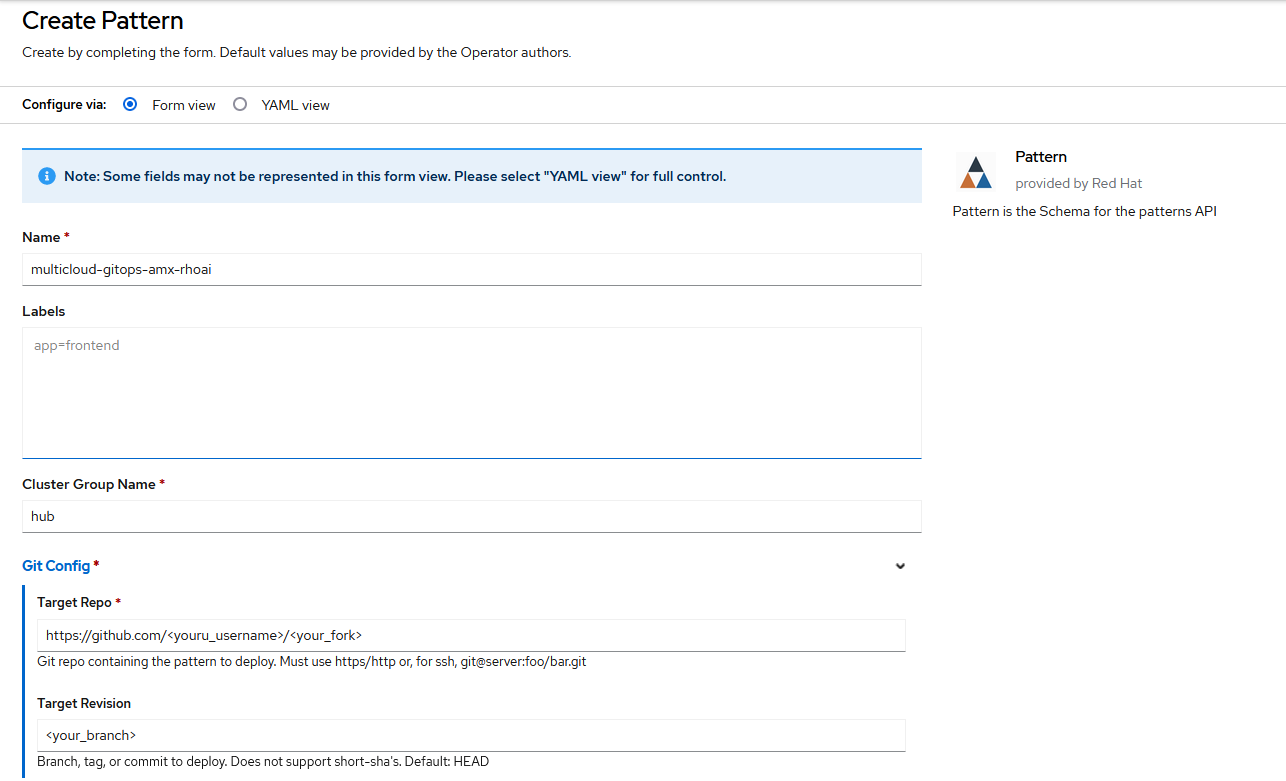 Create Pattern
Create by completing the form. Default values may be provided by the Operator authors.
Configure via: Form view YAML view
Note: Some fields may not be represented in this form view. Please select "YAML view" for full control.
Name *
multicloud-gitops-amx-rhoai
Labels
app=frontend
Cluster Group Name *
hub
Git Config *
Target Repo *
https://github.com/<youru_username>/<your_fork>
Git repo containing the pattern to deploy. Must use https/http or, for ssh, git@server:foo/bar.git
Target Revision
<your_branch>
Branch, tag, or commit to deploy. Does not support short-sha's. Default: HEAD
Pattern
provided by Red Hat
Pattern is the Schema for the patterns API